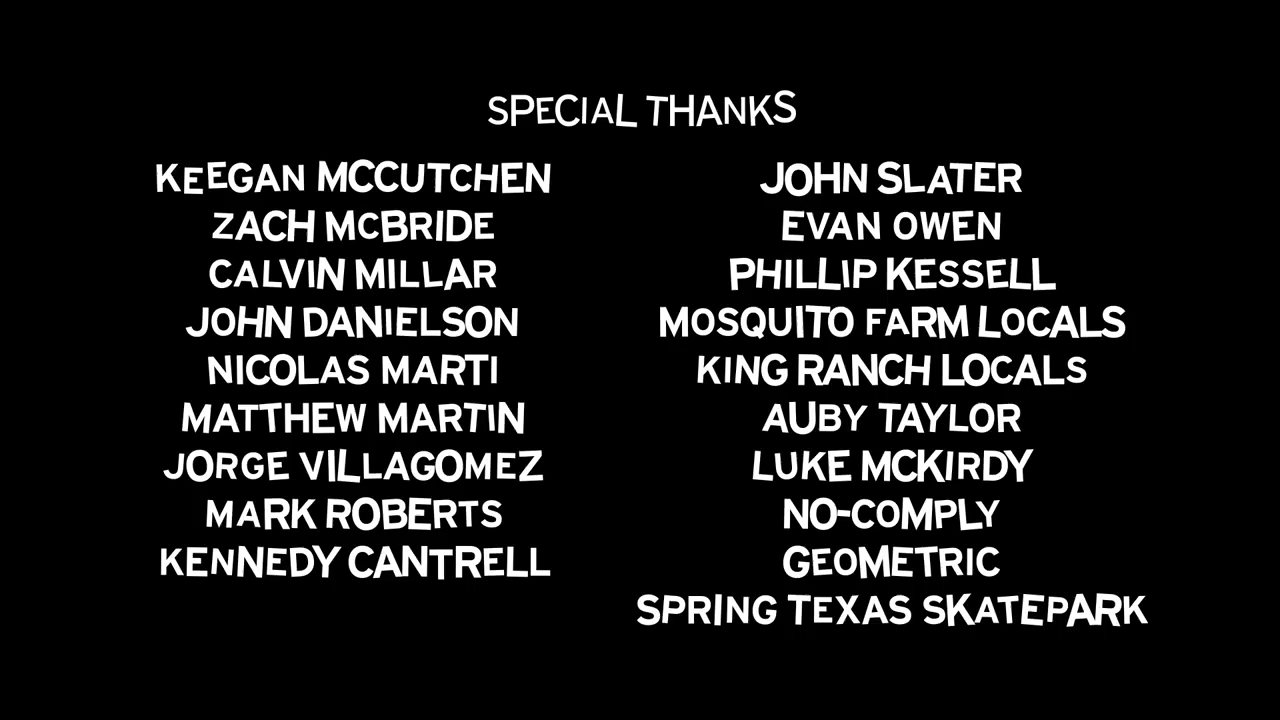 SPECIAL THANKS
KEEGAN MCCUTCHEN
ZACH MCBRIDE
CALVIN MILLAR
JOHN DANIELSON
NICOLAS MARTI
MATTHEW MARTIN
JORGE VILLAGOMEZ
MARK ROBERTS
KENNEDY CANTRELL
JOHN SLATER
EVAN OWEN
PHILLIP KESSELL
MOSQUITO FARM LOCALS
KING RANCH LOCALS
AUBY TAYLOR
LUKE MCKIRDY
NO-COMPLY
GEOMETRIC
SPRING TEXAS SKATEPARK